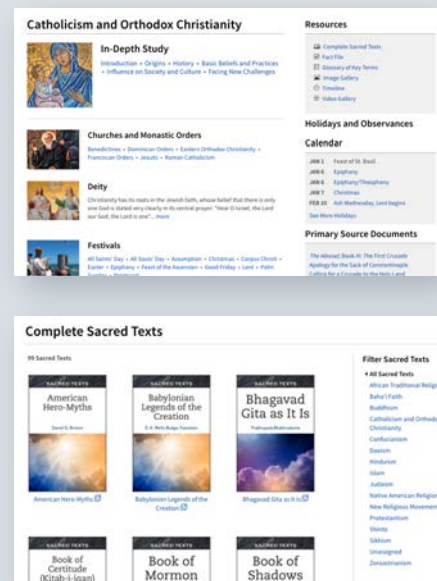 Catholicism and Orthodox Christianity
In-Depth Study
Introduction • Origins • History • Basic Beliefs and Practices
• Influence on Society and Culture • Facing New Challenges
Churches and Monastic Orders
Benedictines • Dominican Orders • Eastern Orthodox Christianity •
Franciscan Orders • Jesuits • Roman Catholicism
Deity
Christianity has its roots in the Jewish faith, whose belief that there is only
one God is stated very clearly in its central prayer: "Hear O Israel, the Lord
our God, the Lord is one"... more
Festivals
All Saints' Day • All Souls' Day • Assumption • Christmas • Corpus Christi •
Easter • Epiphany • Feast of the Ascension • Good Friday • Lent • Palm
Sunday • Pentecost
Resources
Complete Sacred Texts
Fact File
Glossary of Key Terms
Image Gallery
Timeline
Video Gallery
Holidays and Observances
Calendar
JAN 1 Feast of St. Basil
JAN 6 Epiphany
JAN 6 Epiphany/Theophany
JAN 7 Christmas
FEB 10 Ash Wednesday, Lent begins
See More Holidays
Primary Source Documents
The Alexiad, Book XI: The First Crusade
Apology for the Sack of Constantinople
Calling for a Crusade to the Holy Land
Complete Sacred Texts
99 Sacred Texts
SACRED TEXTS
American
Hero-Myths
Daniel G. Brinton
American Hero-Myths
SACRED TEXTS
Babylonian
Legends of the
Creation
E. A. Wallis Budge, Translator
Babylonian Legends of the
Creation
SACRED TEXTS
Bhagavad
Gita as It Is
Bhagavad Gita as It Is
SACRED TEXTS
Book of
Certitude
(Kitab-i-iqan)
SACRED TEXTS
Book of
Mormon
SACRED TEXTS
Book of
Shadows
Filter Sacred Texts
All Sacred Texts
African Traditional Religio
Baha'i Faith
Buddhism
Catholicism and Orthodo
Christianity
Confucianism
Daoism
Hinduism
Islam
Judaism
Native American Religion
New Religious Movement
Protestantism
Shinto
Sikhism
Unassigned
Zoroastrianism